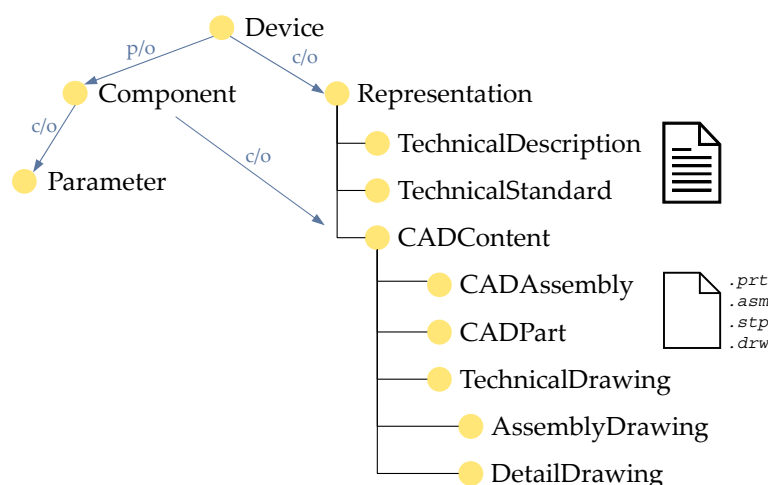 Device
p/o
c/o
Component
Representation
c/o
c/o
TechnicalDescription
Parameter
TechnicalStandard
CADContent
CADAssembly
.prt
.asm
.stp
.drw
CADPart
TechnicalDrawing
AssemblyDrawing
DetailDrawing